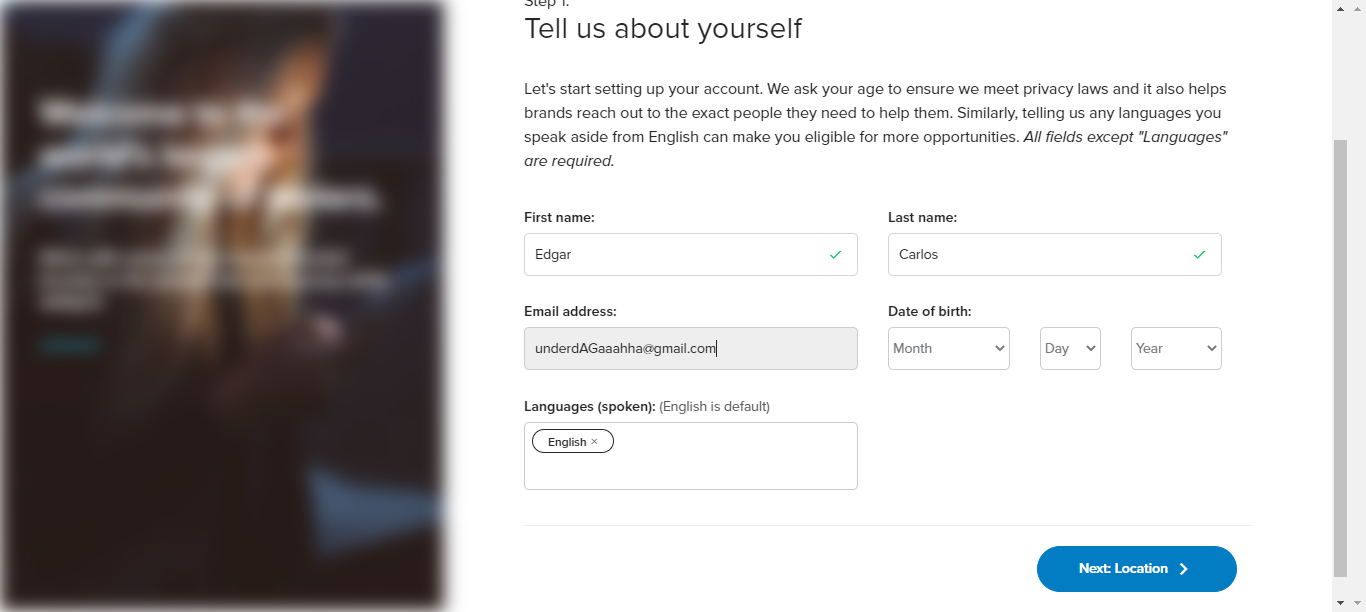 Step 1.
Tell us about yourself
Let's start setting up your account. We ask your age to ensure we meet privacy laws and it also helps
brands reach out to the exact people they need to help them. Similarly, telling us any languages you
speak aside from English can make you eligible for more opportunities. All fields except "Languages"
are required.
First name:
Last name:
Edgar
Carlos
Email address:
Date of birth:
underdAGaaahha@gmail.com
Month
Day
Year
Languages (spoken): (English is default)
English ×
Next: Location